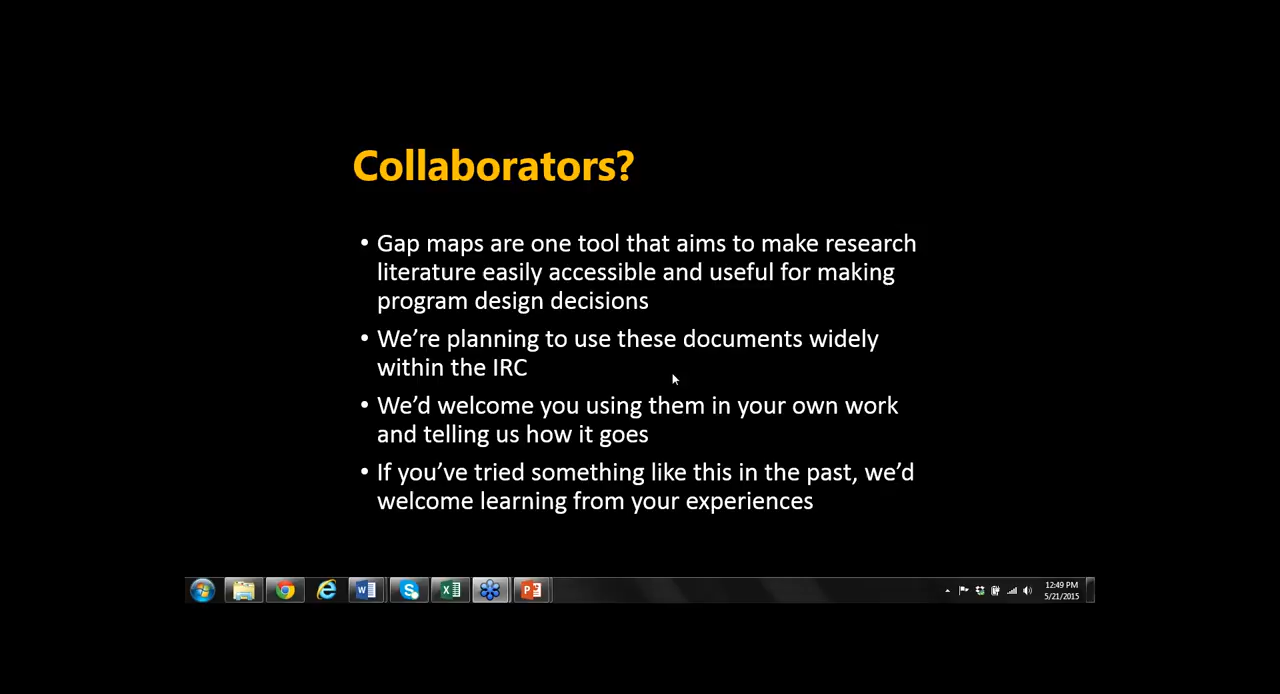 Collaborators?
• Gap maps are one tool that aims to make research
literature easily accessible and useful for making
program design decisions
• We’re planning to use these documents widely
within the IRC
• We’d welcome you using them in your own work
and telling us how it goes
• If you’ve tried something like this in the past, we’d
welcome learning from your experiences
12:49 PM
5/21/2015